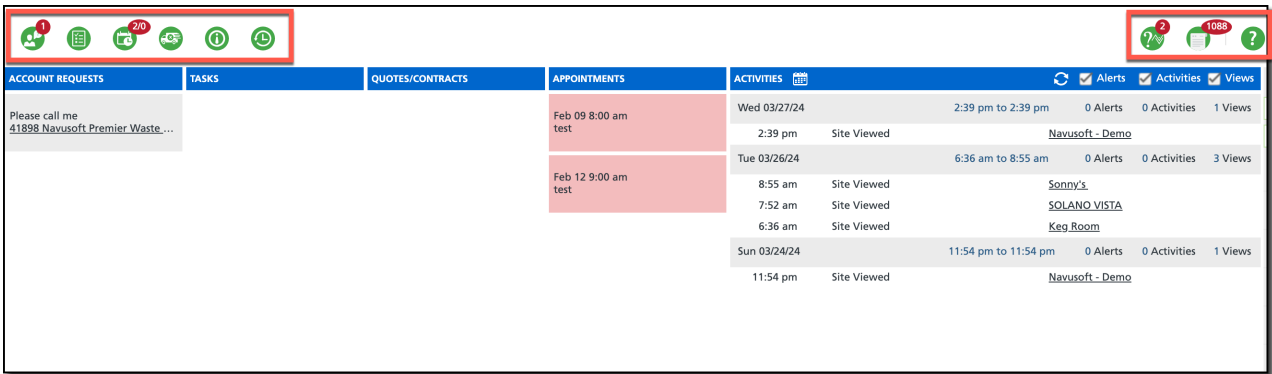 1
2/0
2
1088
?
ACCOUNT REQUESTS
TASKS
QUOTES/CONTRACTS
APPOINTMENTS
ACTIVITIES
Alerts
Activities
Views
Please call me
41898 Navusoft Premier Waste ...
Feb 09 8:00 am
test
Feb 12 9:00 am
test
Wed 03/27/24 2:39 pm to 2:39 pm 0 Alerts 0 Activities 1 Views
2:39 pm Site Viewed Navusoft - Demo
Tue 03/26/24 6:36 am to 8:55 am 0 Alerts 0 Activities 3 Views
8:55 am Site Viewed Sonny's
7:52 am Site Viewed SOLANO VISTA
6:36 am Site Viewed Keg Room
Sun 03/24/24 11:54 pm to 11:54 pm 0 Alerts 0 Activities 1 Views
11:54 pm Site Viewed Navusoft - Demo